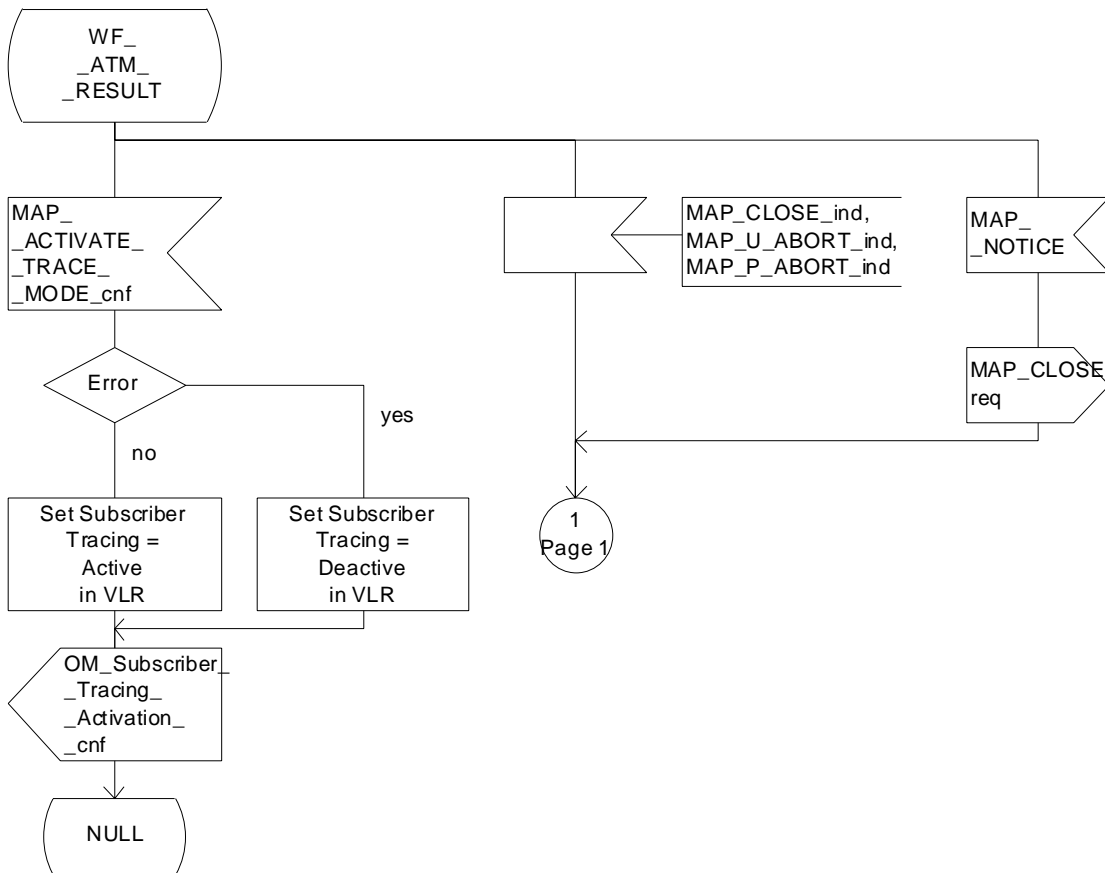 WF_
_ATM_
_RESULT
MAP_
_ACTIVATE_
_TRACE_
_MODE_cnf
MAP_CLOSE_ind,
MAP_U_ABORT_ind,
MAP_P_ABORT_ind
MAP_
_NOTICE
Error
yes
no
MAP_CLOSE_
req
Set Subscriber
Tracing =
Active
in VLR
Set Subscriber
Tracing =
Deactive
in VLR
1
Page 1
OM_Subscriber_
_Tracing_
_Activation_
_cnf
NULL